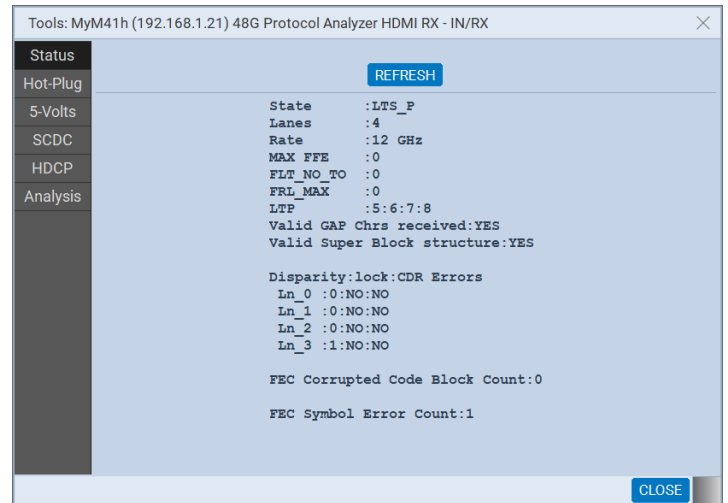 Tools: MyM41h (192.168.1.21) 48G Protocol Analyzer HDMI RX - IN/RX
Status
Hot-Plug
5-Volts
SCDC
HDCP
Analysis
REFRESH
State :LTS_P
Lanes :4
Rate :12 GHz
MAX FFE :0
FLT_NO_TO :0
FRL_MAX :0
LTP :5:6:7:8
Valid GAP Chrs received:YES
Valid Super Block structure:YES
Disparity:lock:CDR Errors
Ln_0 :0:NO:NO
Ln_1 :0:NO:NO
Ln_2 :0:NO:NO
Ln_3 :1:NO:NO
FEC Corrupted Code Block Count:0
FEC Symbol Error Count:1
CLOSE